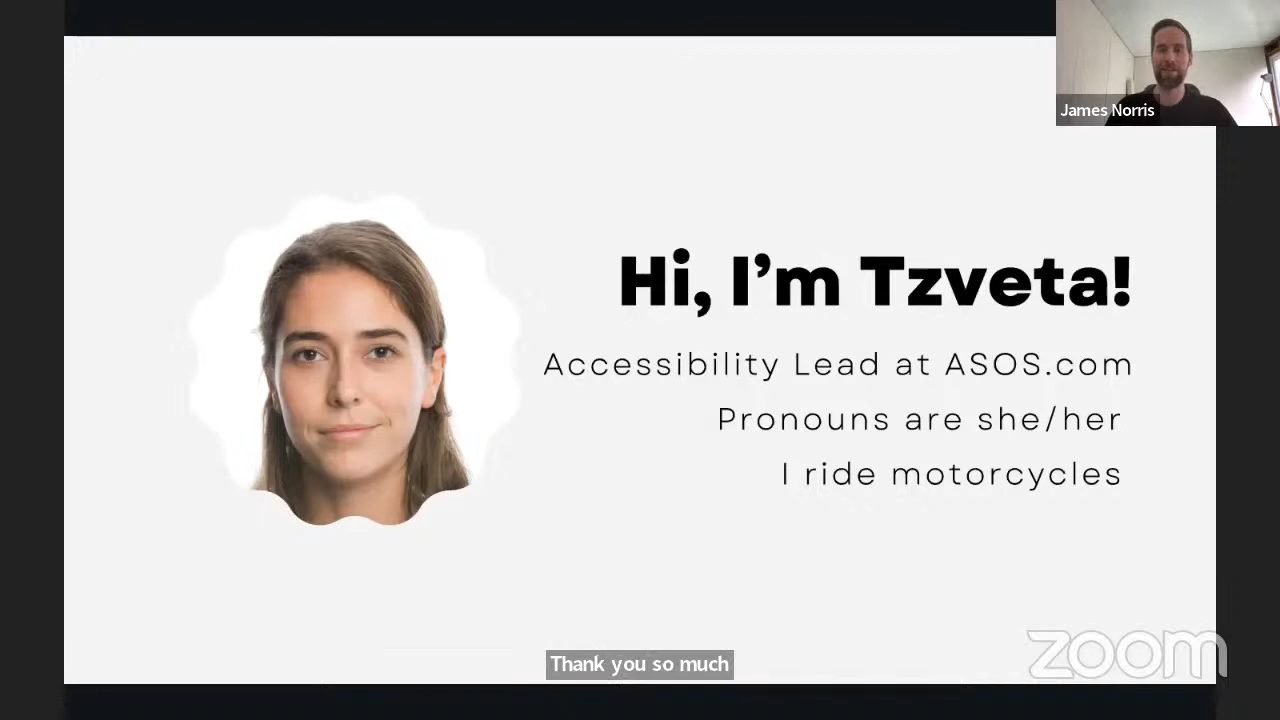 James Norris
Hi, I'm Tzveta!
Accessibility Lead at ASOS.com
Pronouns are she/her
I ride motorcycles
Thank you so much
zoom